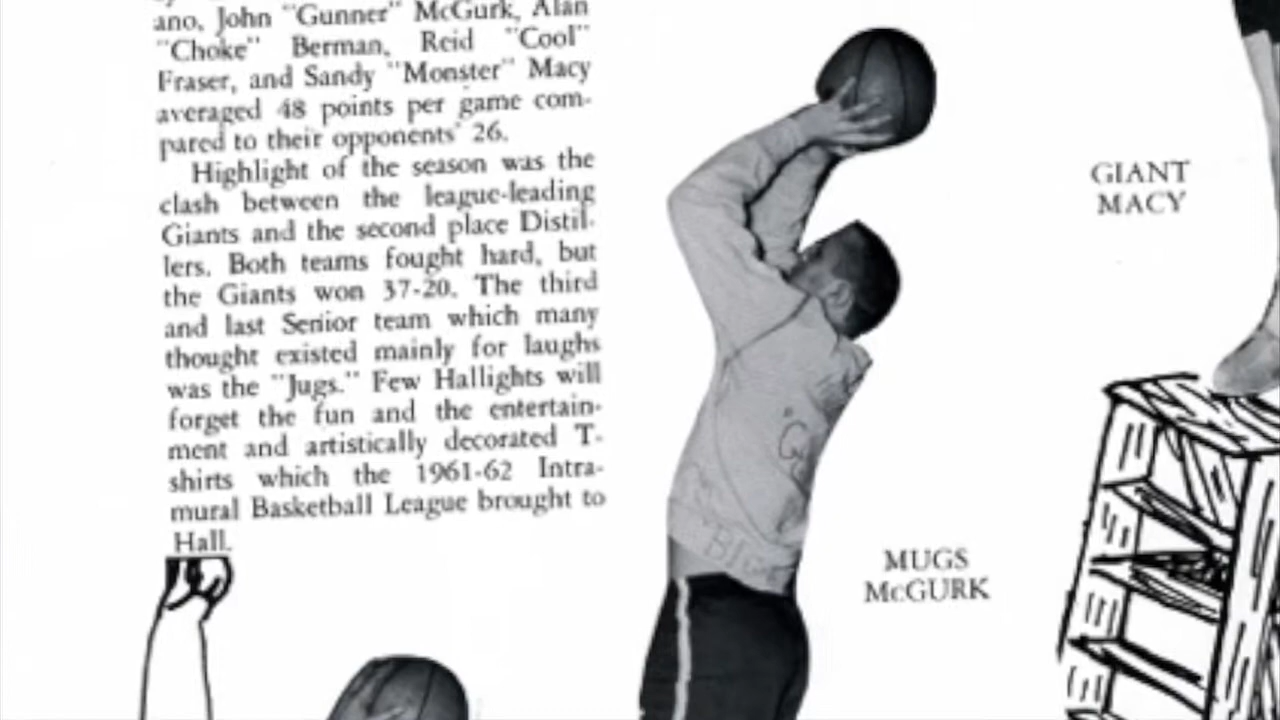 ano, John "Gunner" McGurk, Alan
"Choke" Berman, Reid "Cool"
Fraser, and Sandy "Monster" Macy
averaged 48 points per game com-
pared to their opponents' 26.
Highlight of the season was the
clash between the league-leading
Giants and the second place Distil-
lers. Both teams fought hard, but
the Giants won 37-20. The third
and last Senior team which many
thought existed mainly for laughs
was the "Jugs." Few Hallights will
forget the fun and the entertain-
ment and artistically decorated T-
shirts which the 1961-62 Intra-
mural Basketball League brought to
Hall.
GIANT
MACY
MUGS
McGURK